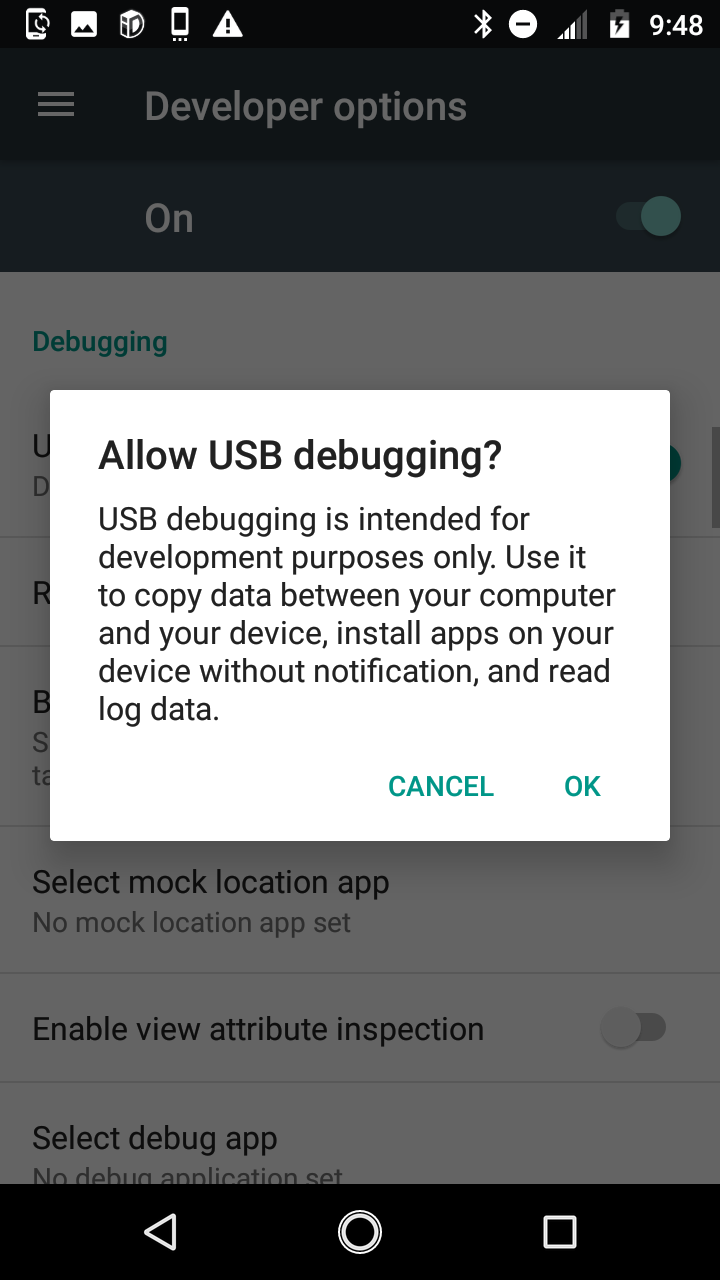 9:48
Developer options
On
Debugging
U
D
Allow USB debugging?
USB debugging is intended for
development purposes only. Use it
to copy data between your computer
and your device, install apps on your
device without notification, and read
log data.
CANCEL OK
R
B
S
ta
Select mock location app
No mock location app set
Enable view attribute inspection
Select debug app
No debug application set